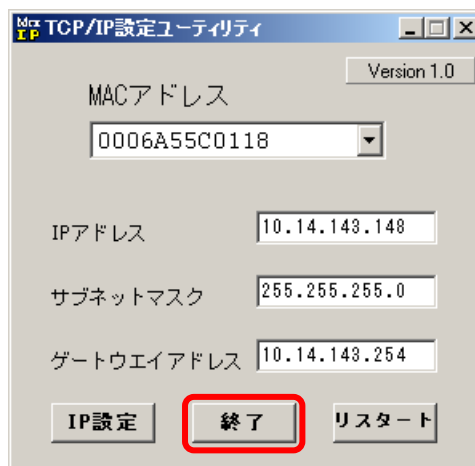 Mac IP TCP/IP設定ユーティリティ
Version 1.0
MACアドレス
0006A55C0118
IPアドレス 10.14.143.148
サブネットマスク 255.255.255.0
ゲートウエイアドレス 10.14.143.254
IP設定 終了 リスタート